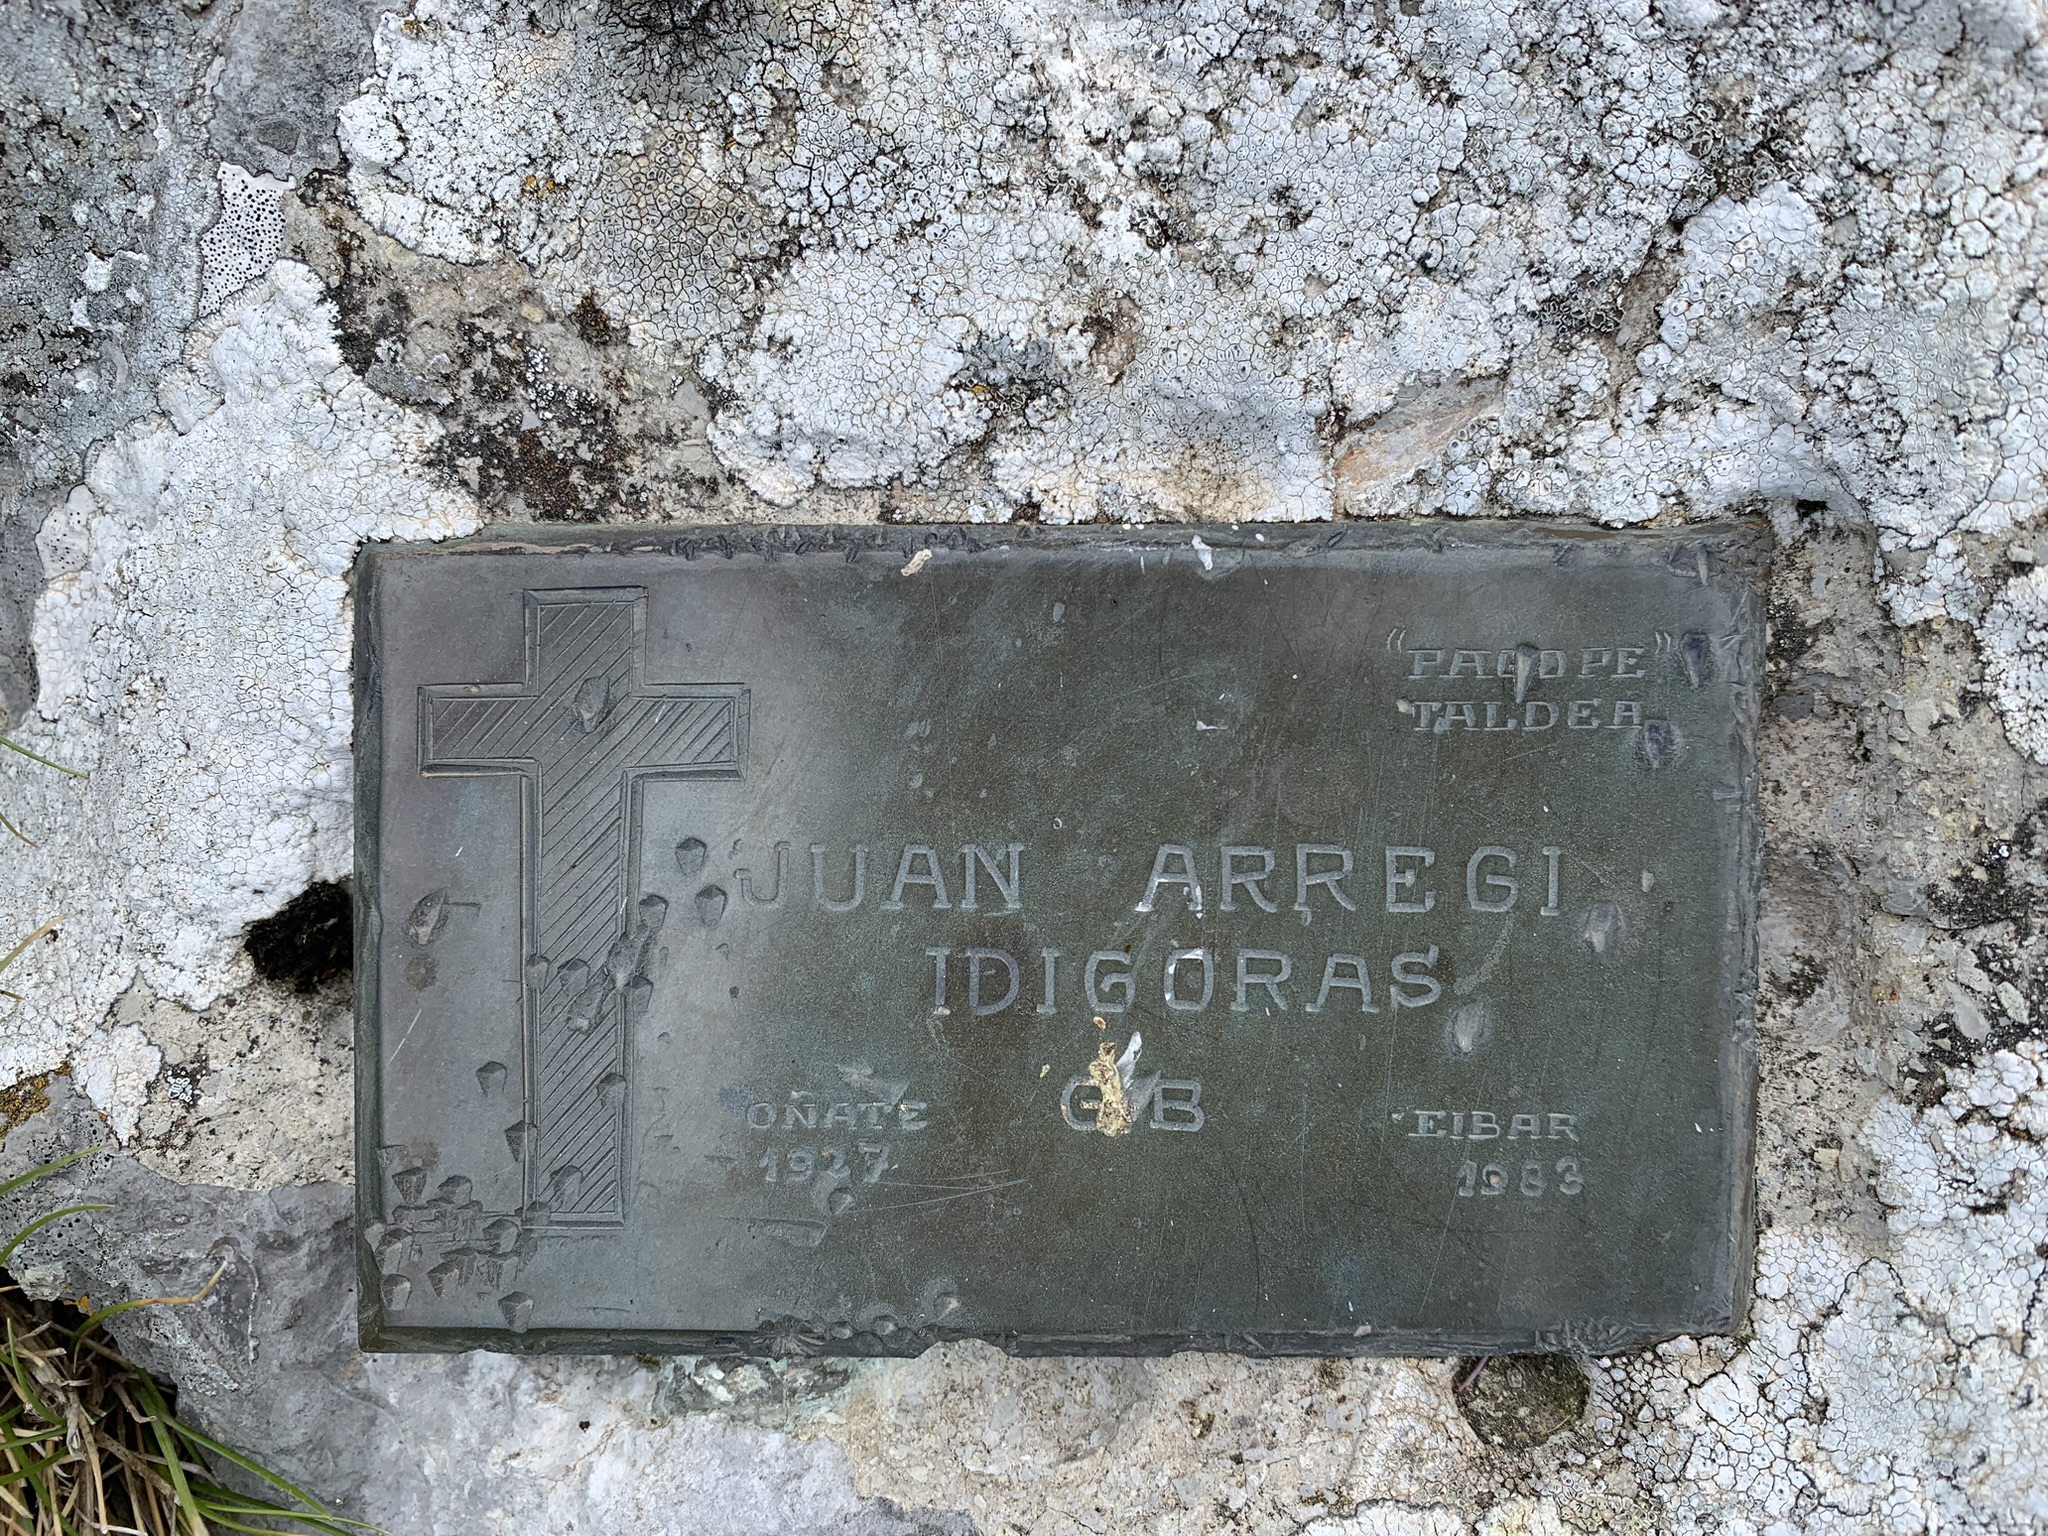 "PAGOPE"
TALDEA
JUAN ARREGI
IDIGORAS
G B
OÑATE
1927
EIBAR
1983